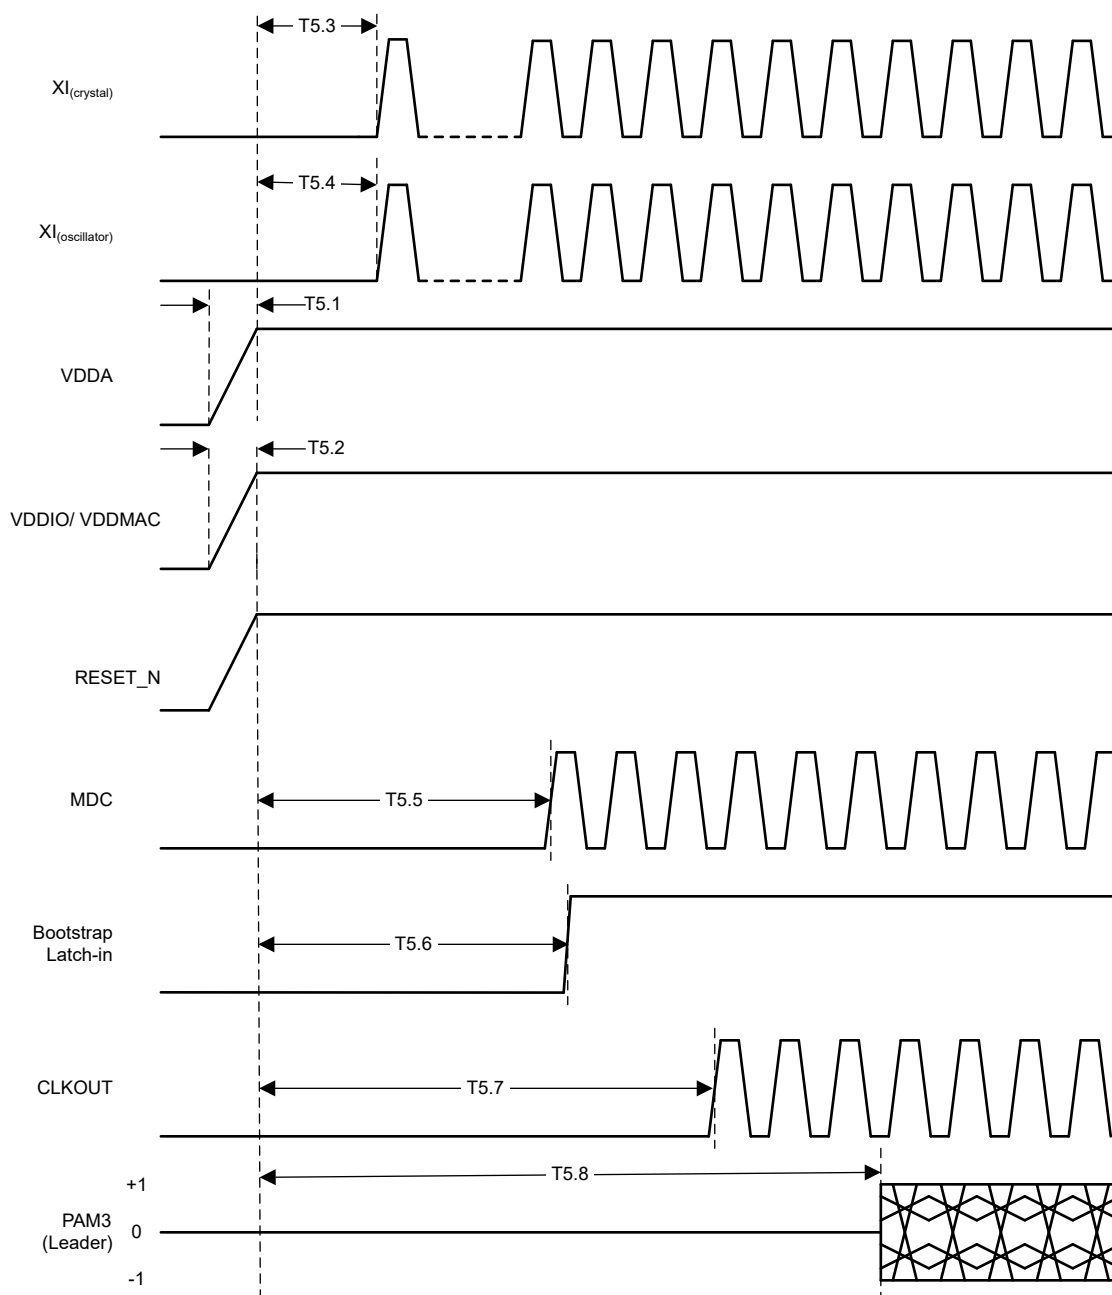 T5.3
XI(crystal)
T5.4
XI(oscillator)
T5.1
VDDA
T5.2
VDDIO/ VDDMAC
RESET_N
MDC
T5.5
Bootstrap
Latch-in
T5.6
CLKOUT
T5.7
T5.8
+1
PAM3
(Leader)
0
-1